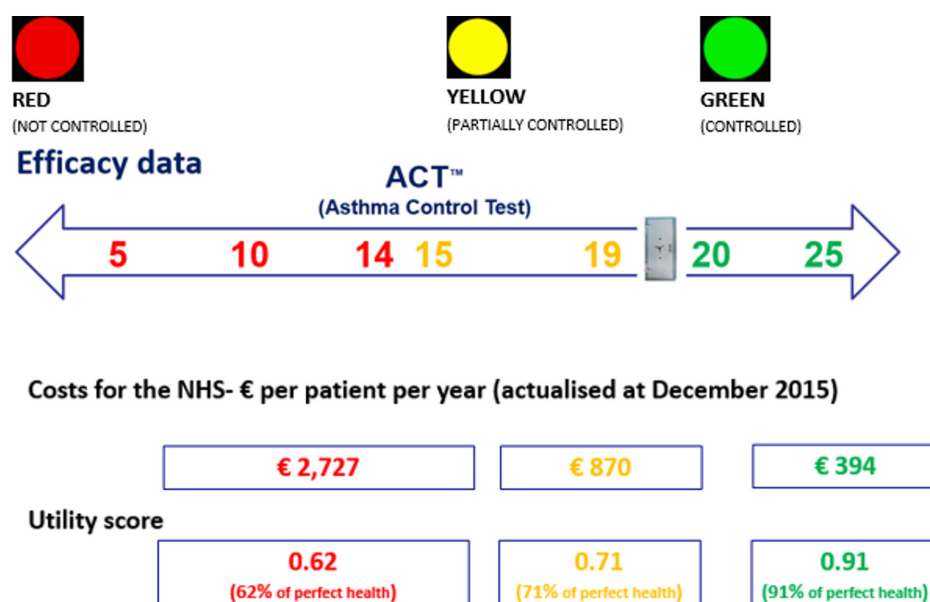 RED
(NOT CONTROLLED)
YELLOW
(PARTIALLY CONTROLLED)
GREEN
(CONTROLLED)
Efficacy data
ACT™
(Asthma Control Test)
5 10 14 15 19 20 25
Costs for the NHS- € per patient per year (actualised at December 2015)
€ 2,727 € 870 € 394
Utility score
0.62 0.71 0.91
(62% of perfect health) (71% of perfect health) (91% of perfect health)